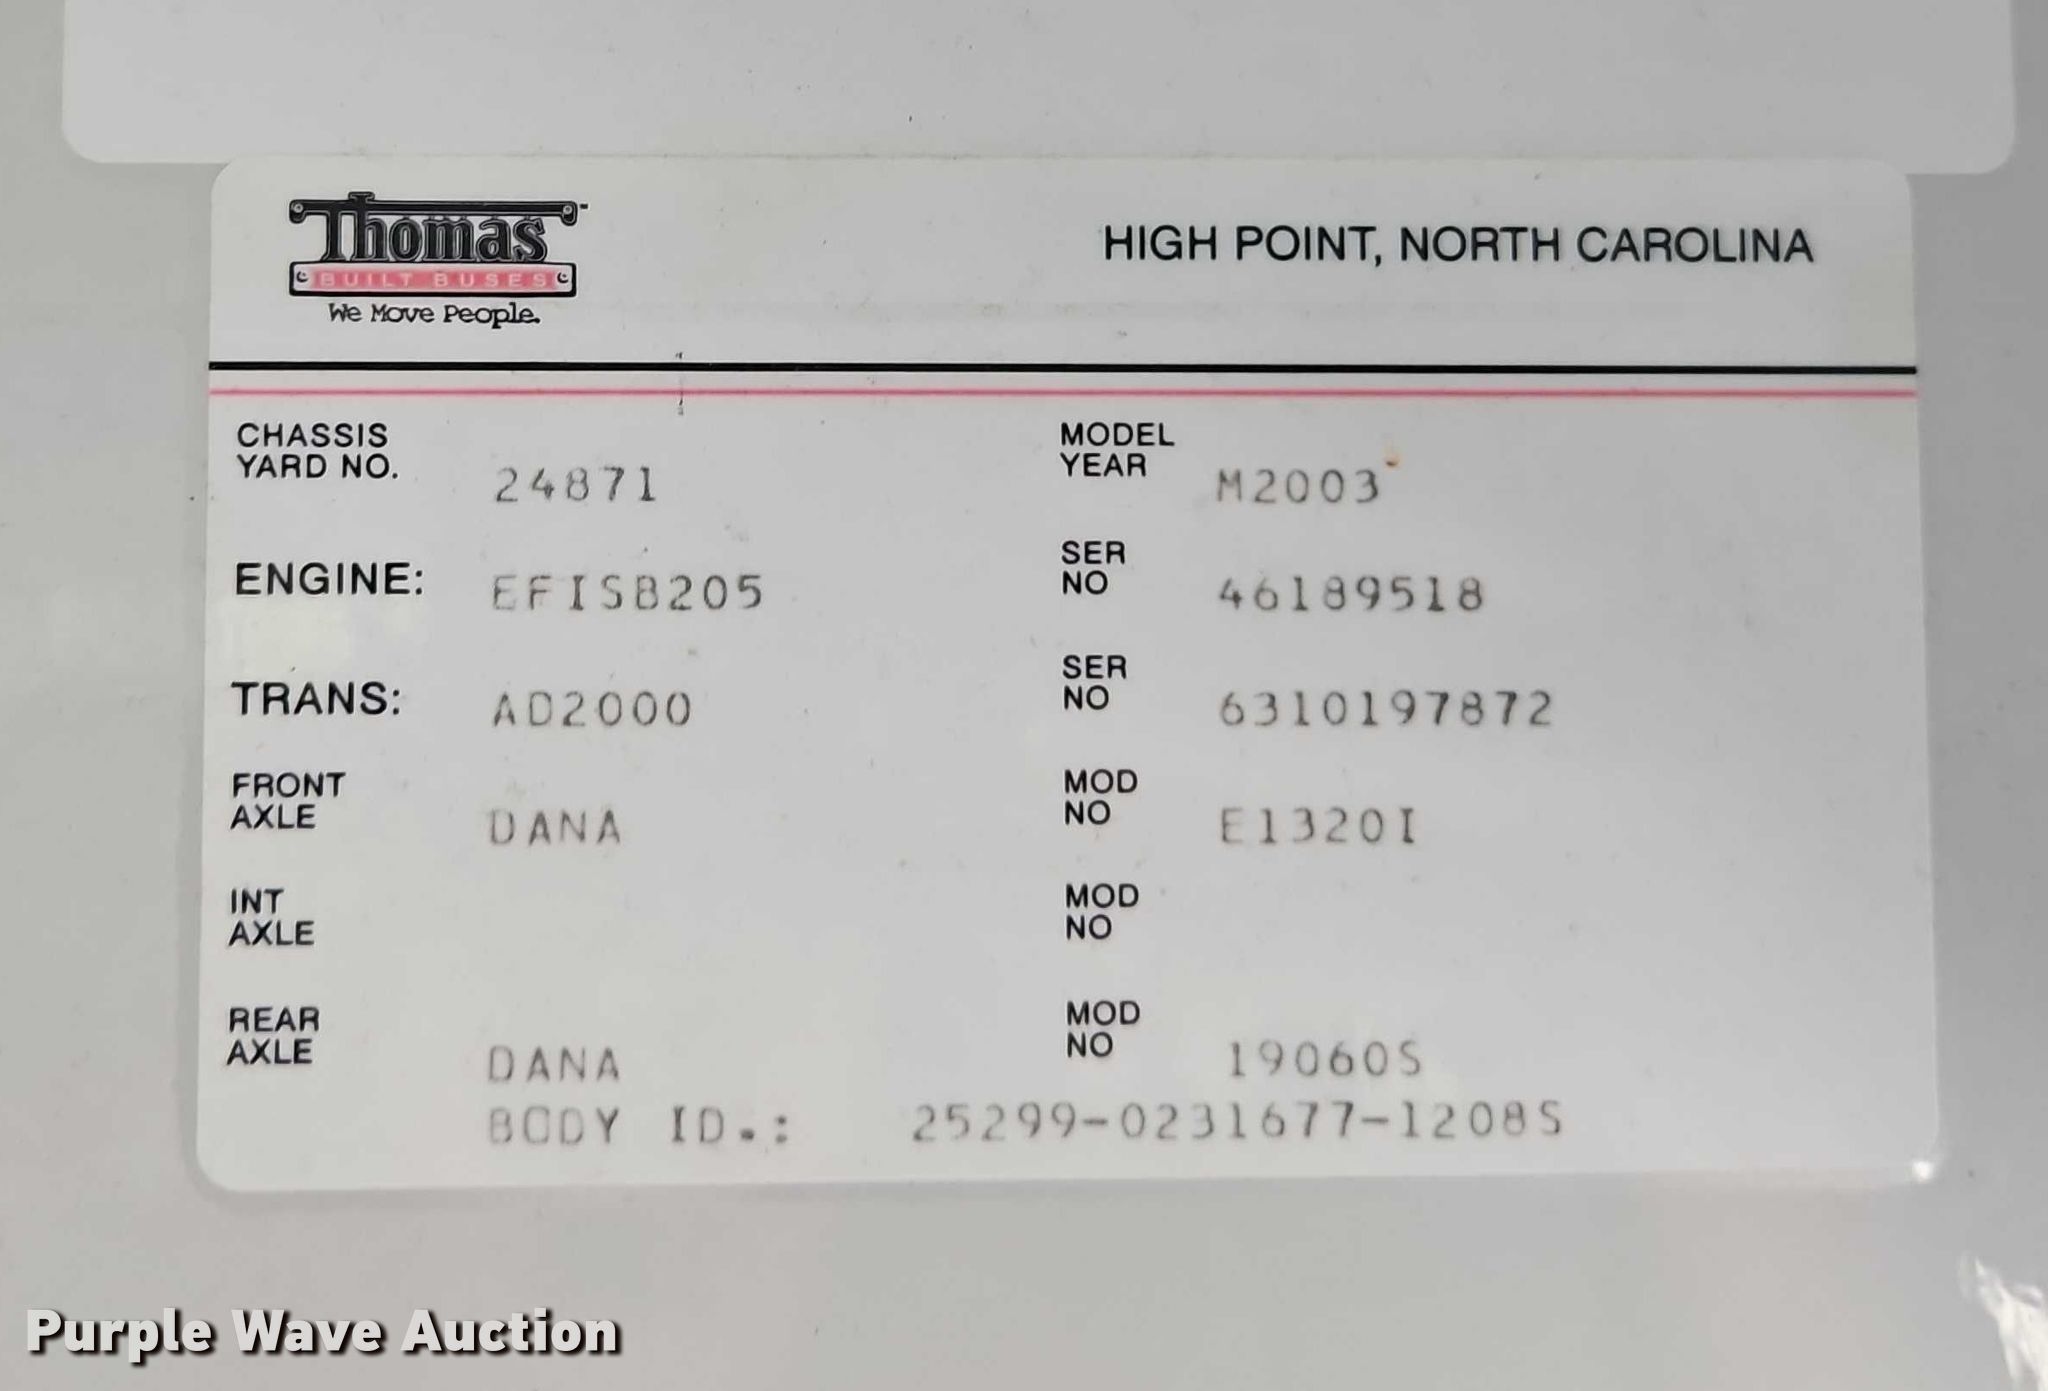 Thomas
BUILT BUSES
We Move People.
HIGH POINT, NORTH CAROLINA
CHASSIS
YARD NO. 24871
MODEL
YEAR M2003
ENGINE: EFISB205
SER
NO 46189518
TRANS: AD2000
SER
NO 6310197872
FRONT
AXLE DANA
MOD
NO E1320I
INT
AXLE
MOD
NO
REAR
AXLE DANA
MOD
NO 19060S
BODY ID.: 25299-0231677-1208S
Purple Wave Auction